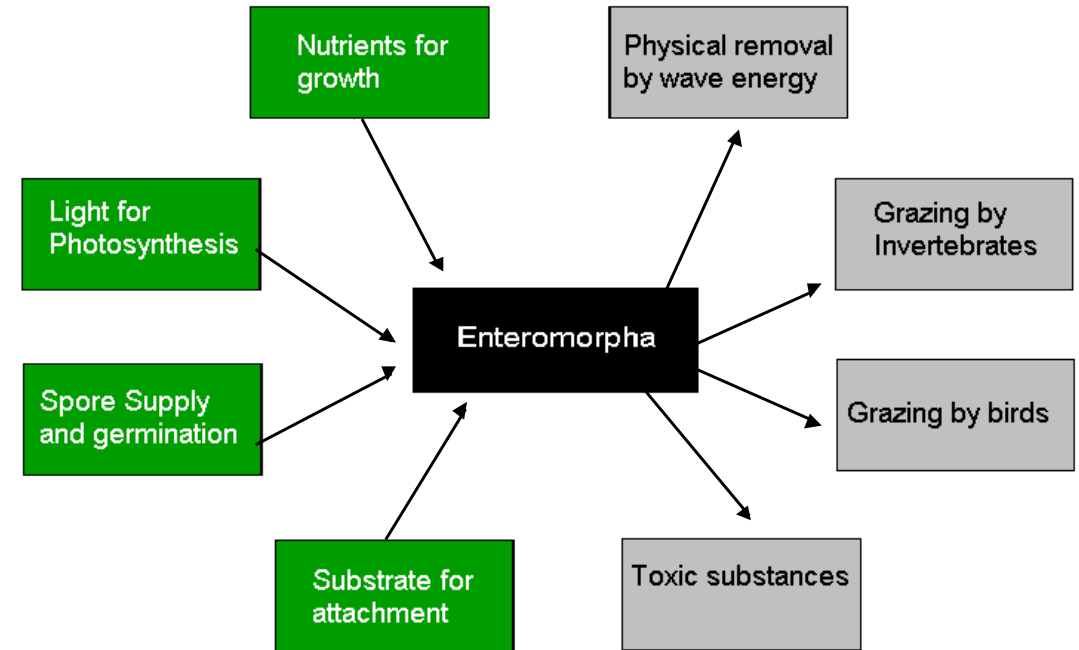 Nutrients for
growth
Physical removal
by wave energy
Light for
Photosynthesis
Grazing by
Invertebrates
Enteromorpha
Spore Supply
and germination
Grazing by birds
Substrate for
attachment
Toxic substances